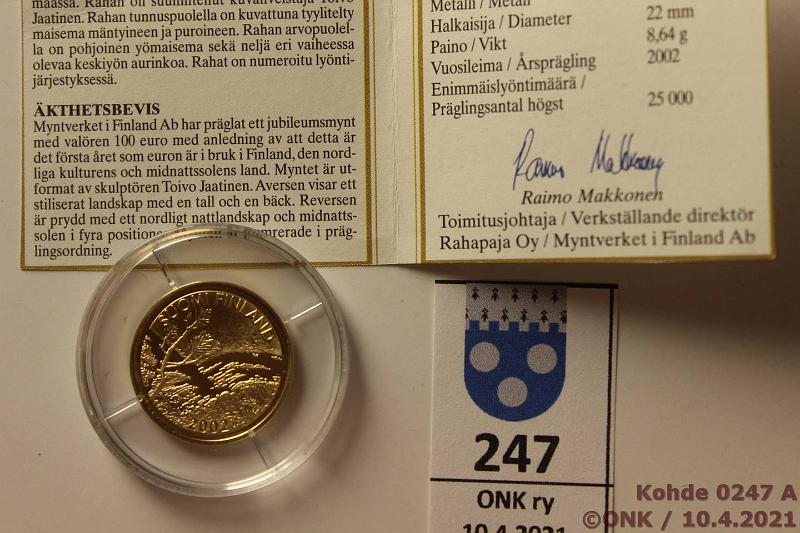 maassa. Rahan on suunnitellut kuvanveistäjä Toivo
Jaatinen. Rahan tunnuspuolella on kuvattuna tyylitelty
maisema mäntyineen ja puroineen. Rahan arvopuolel-
la on pohjoinen yömaisema sekä neljä eri vaiheessa
olevaa keskiyön aurinkoa. Rahat on numeroitu lyönti-
järjestyksessä.
ÄKTHETSBEVIS
Myntverket i Finland Ab har präglat ett jubileumsmynt
med valören 100 euro med anledning av att detta är
det första året som euron är i bruk i Finland, den nord-
liga kulturens och midnattssolens land. Myntet är ut-
format av skulptören Toivo Jaatinen. Aversen visar ett
stiliserat landskap med en tall och en bäck. Reversen
är prydd med ett nordligt nattlandskap och midnatts-
solen i fyra positione
är numrerade i präg-
lingsordning.
Metalli / Metall
Halkaisija / Diameter 22 mm
Paino / Vikt 8,64 g
Vuosileima / Årsprägling 2002
Enimmäislyöntimäärä /
Präglingsantal högst 25 000
Raimo Makkonen
Raimo Makkonen
Toimitusjohtaja / Verkställande direktör
Rahapaja Oy / Myntverket i Finland Ab
SUOMI FINLAND
2002
247
ONK ry
10.4.2021
Kohde 0247 A
©ONK / 10.4.2021